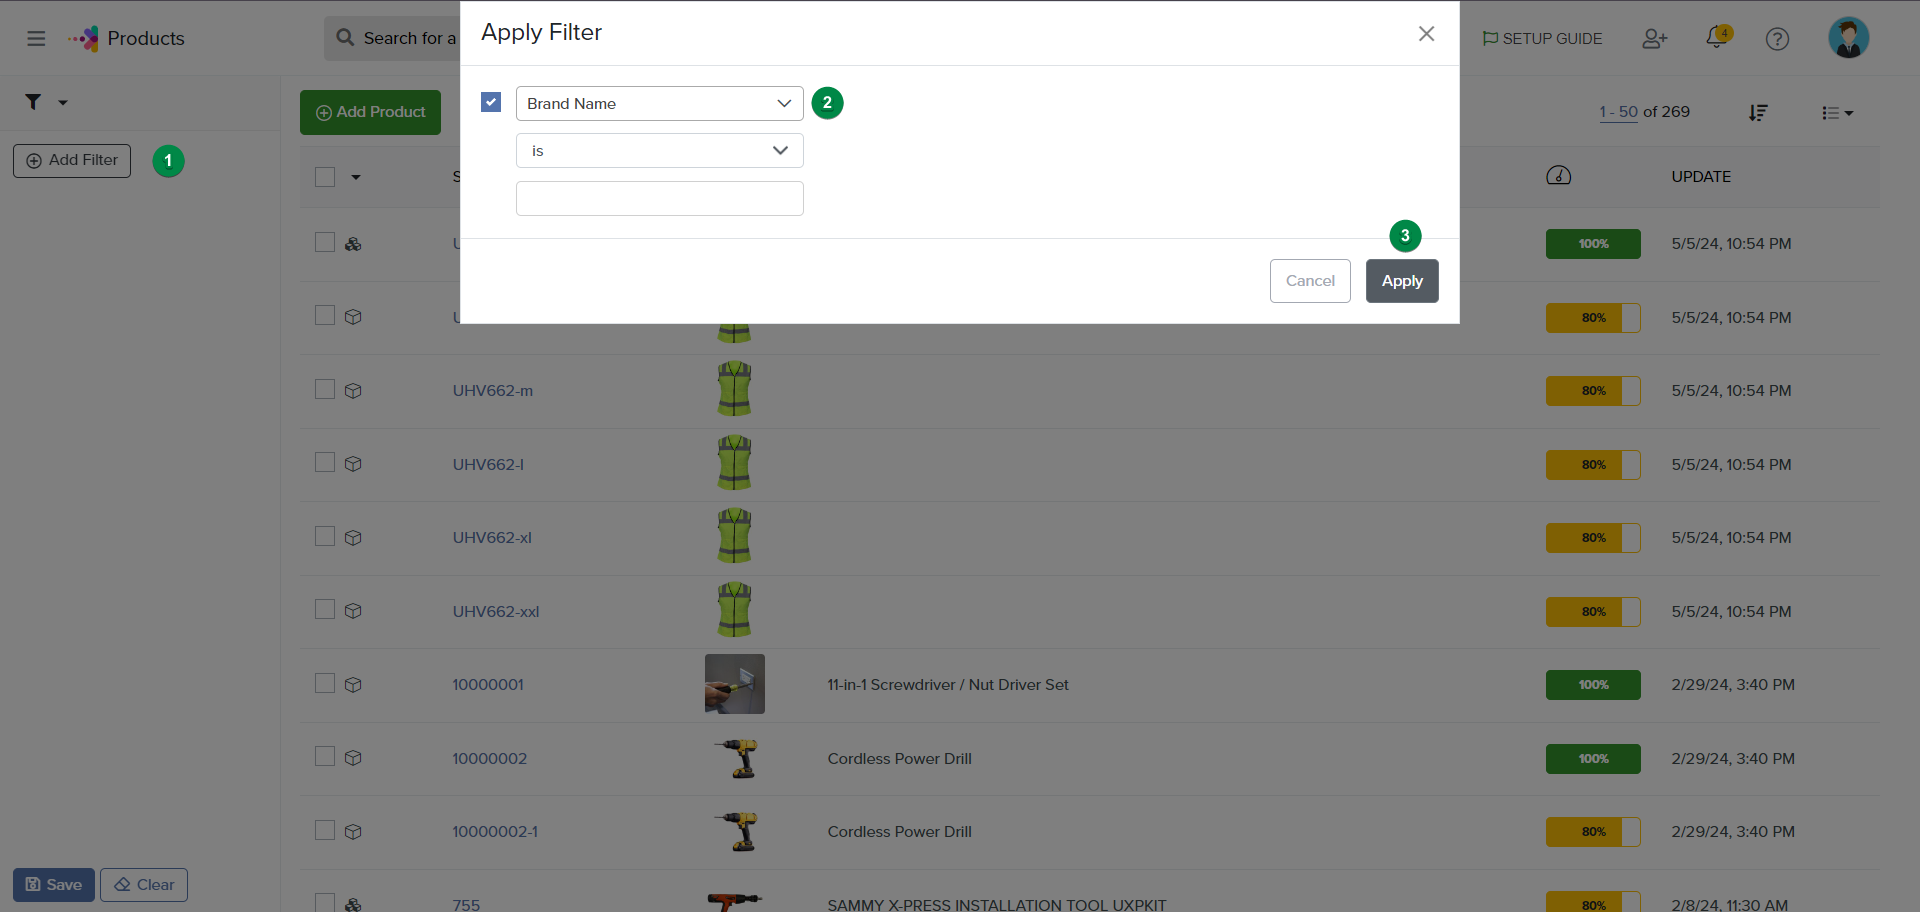 Products
Search for a
Apply Filter
SETUP GUIDE
4
?
Brand Name
2
Add Product
1 - 50 of 269
Add Filter
1
is
S
UPDATE
3
100%
5/5/24, 10:54 PM
Cancel
Apply
80%
5/5/24, 10:54 PM
UHV662-m
80%
5/5/24, 10:54 PM
UHV662-l
80%
5/5/24, 10:54 PM
UHV662-xl
80%
5/5/24, 10:54 PM
UHV662-xxl
80%
5/5/24, 10:54 PM
10000001
11-in-1 Screwdriver / Nut Driver Set
100%
2/29/24, 3:40 PM
10000002
Cordless Power Drill
100%
2/29/24, 3:40 PM
10000002-1
Cordless Power Drill
80%
2/29/24, 3:40 PM
Save
Clear
755
SAMMY X-PRESS INSTALLATION TOOL UXPKIT
80%
2/8/24, 11:30 AM